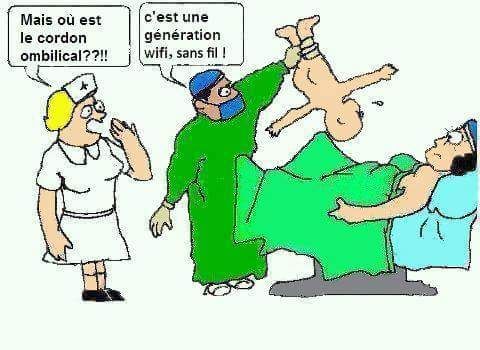 Mais où est
le cordon
ombilical??!!
c'est une
génération
wifi, sans fil !